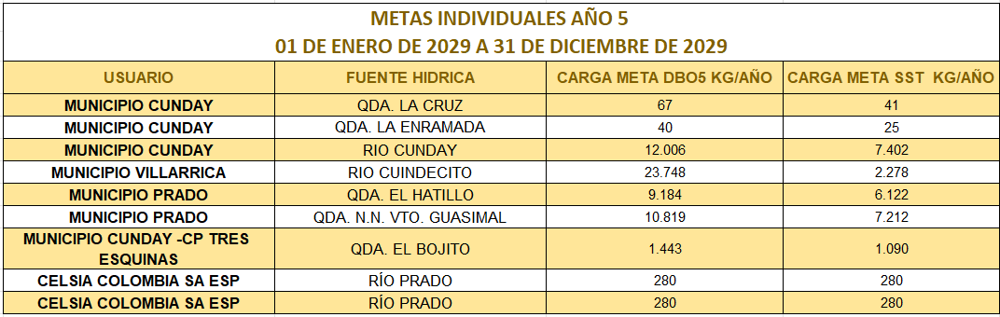 METAS INDIVIDUALES AÑO 5
01 DE ENERO DE 2029 A 31 DE DICIEMBRE DE 2029
USUARIO FUENTE HIDRICA CARGA META DBO5 KG/AÑO CARGA META SST KG/AÑO
MUNICIPIO CUNDAY QDA. LA CRUZ 67 41
MUNICIPIO CUNDAY QDA. LA ENRAMADA 40 25
MUNICIPIO CUNDAY RIO CUNDAY 12.006 7.402
MUNICIPIO VILLARRICA RIO CUINDECITO 23.748 2.278
MUNICIPIO PRADO QDA. EL HATILLO 9.184 6.122
MUNICIPIO PRADO QDA. N.N. VTO. GUASIMAL 10.819 7.212
MUNICIPIO CUNDAY -CP TRES
ESQUINAS QDA. EL BOJITO 1.443 1.090
CELSIA COLOMBIA SA ESP RÍO PRADO 280 280
CELSIA COLOMBIA SA ESP RÍO PRADO 280 280